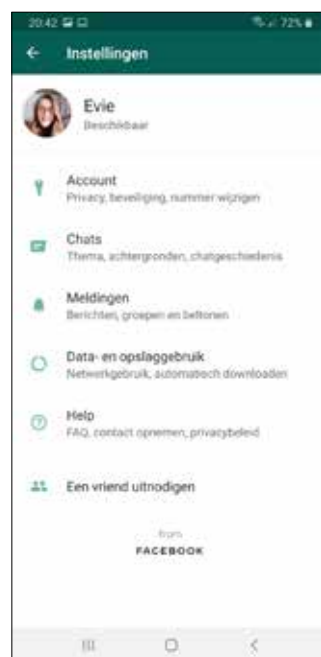 20:42
72%
Instellingen
Evie
Beschikbaar
Account
Privacy, beveiliging, nummer wijzigen
Chats
Thema, achtergronden, chatgeschiedenis
Meldingen
Berichten, groepen en beltonen
Data- en opslaggebruik
Netwerkgebruik, automatisch downloaden
Help
FAQ, contact opnemen, privacybeleid
Een vriend uitnodigen
from
FACEBOOK